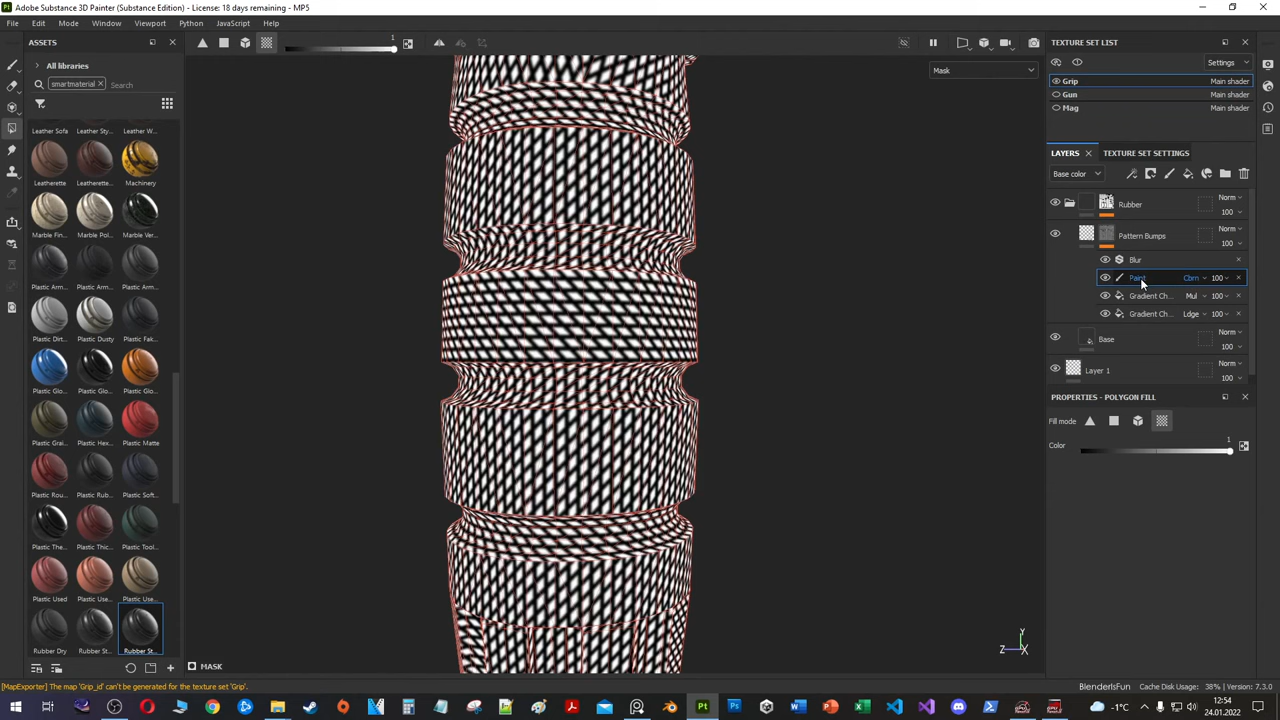 Adobe Substance 3D Painter (Substance Edition) - License: 18 days remaining - MP5
File Edit Mode Window Viewport Python JavaScript Help
ASSETS
1
All libraries
smartmaterial
Search
Mask
Leather Sofa Leather Sty... Leather W...
Leatherette Leatherette... Machinery
Marble Fin... Marble Pol... Marble Ver...
Plastic Arm... Plastic Arm... Plastic Arm...
Plastic Dirt... Plastic Dusty Plastic Fak...
Plastic Glo... Plastic Glo... Plastic Glo...
Plastic Grai... Plastic Hex... Plastic Matte
Plastic Rou... Plastic Rub... Plastic Soft...
Plastic The... Plastic Thic... Plastic Tool...
Plastic Used Plastic Use... Plastic Use...
Rubber Dry Rubber St... Rubber St...
MASK
Y
Z X
TEXTURE SET LIST
Settings
Grip Main shader
Gun Main shader
Mag Main shader
LAYERS TEXTURE SET SETTINGS
Base color
Rubber Norm
100
Pattern Bumps Norm
100
Blur
Paint Cbrn 100
Gradient Ch... Mul 100
Gradient Ch... Ldge 100
Base Norm
100
Layer 1 Norm
100
PROPERTIES - POLYGON FILL
Fill mode
Color 1
[MapExporter] The map 'Grip_id' can't be generated for the texture set 'Grip'.
BlenderIsFun Cache Disk Usage: 38% | Version: 7.3.0
-1°C ENG 12:54
24.01.2022